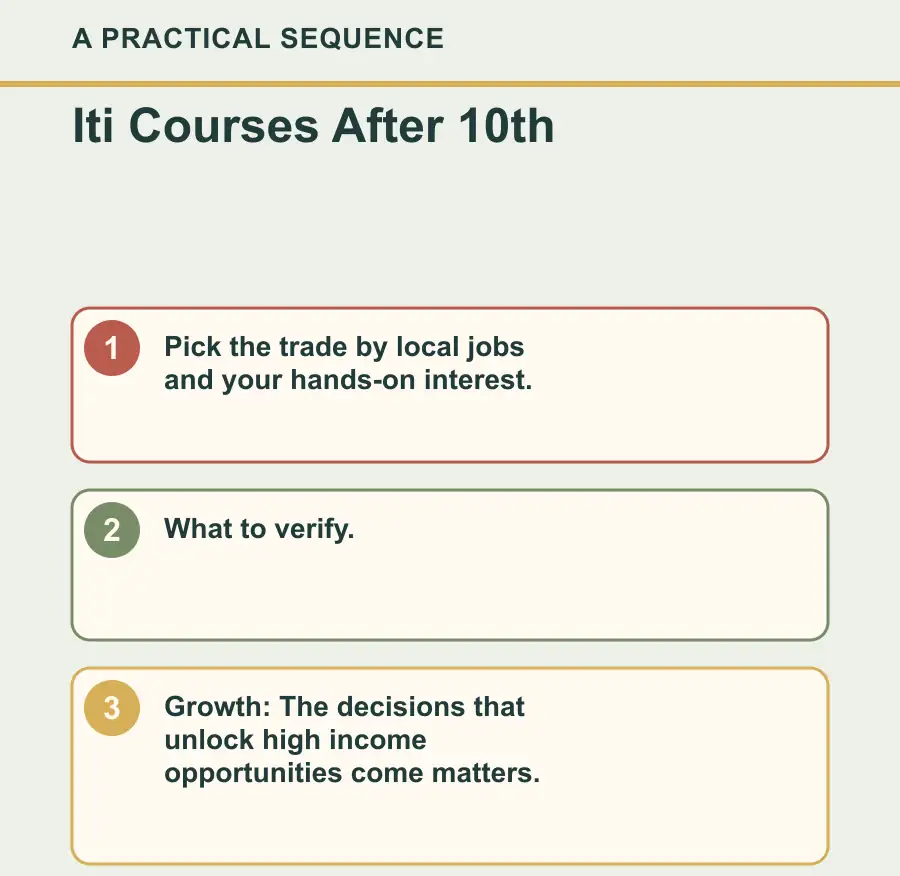 A PRACTICAL SEQUENCE
Iti Courses After 10th
1
Pick the trade by local jobs
and your hands-on interest.
2
What to verify.
3
Growth: The decisions that
unlock high income
opportunities come matters.